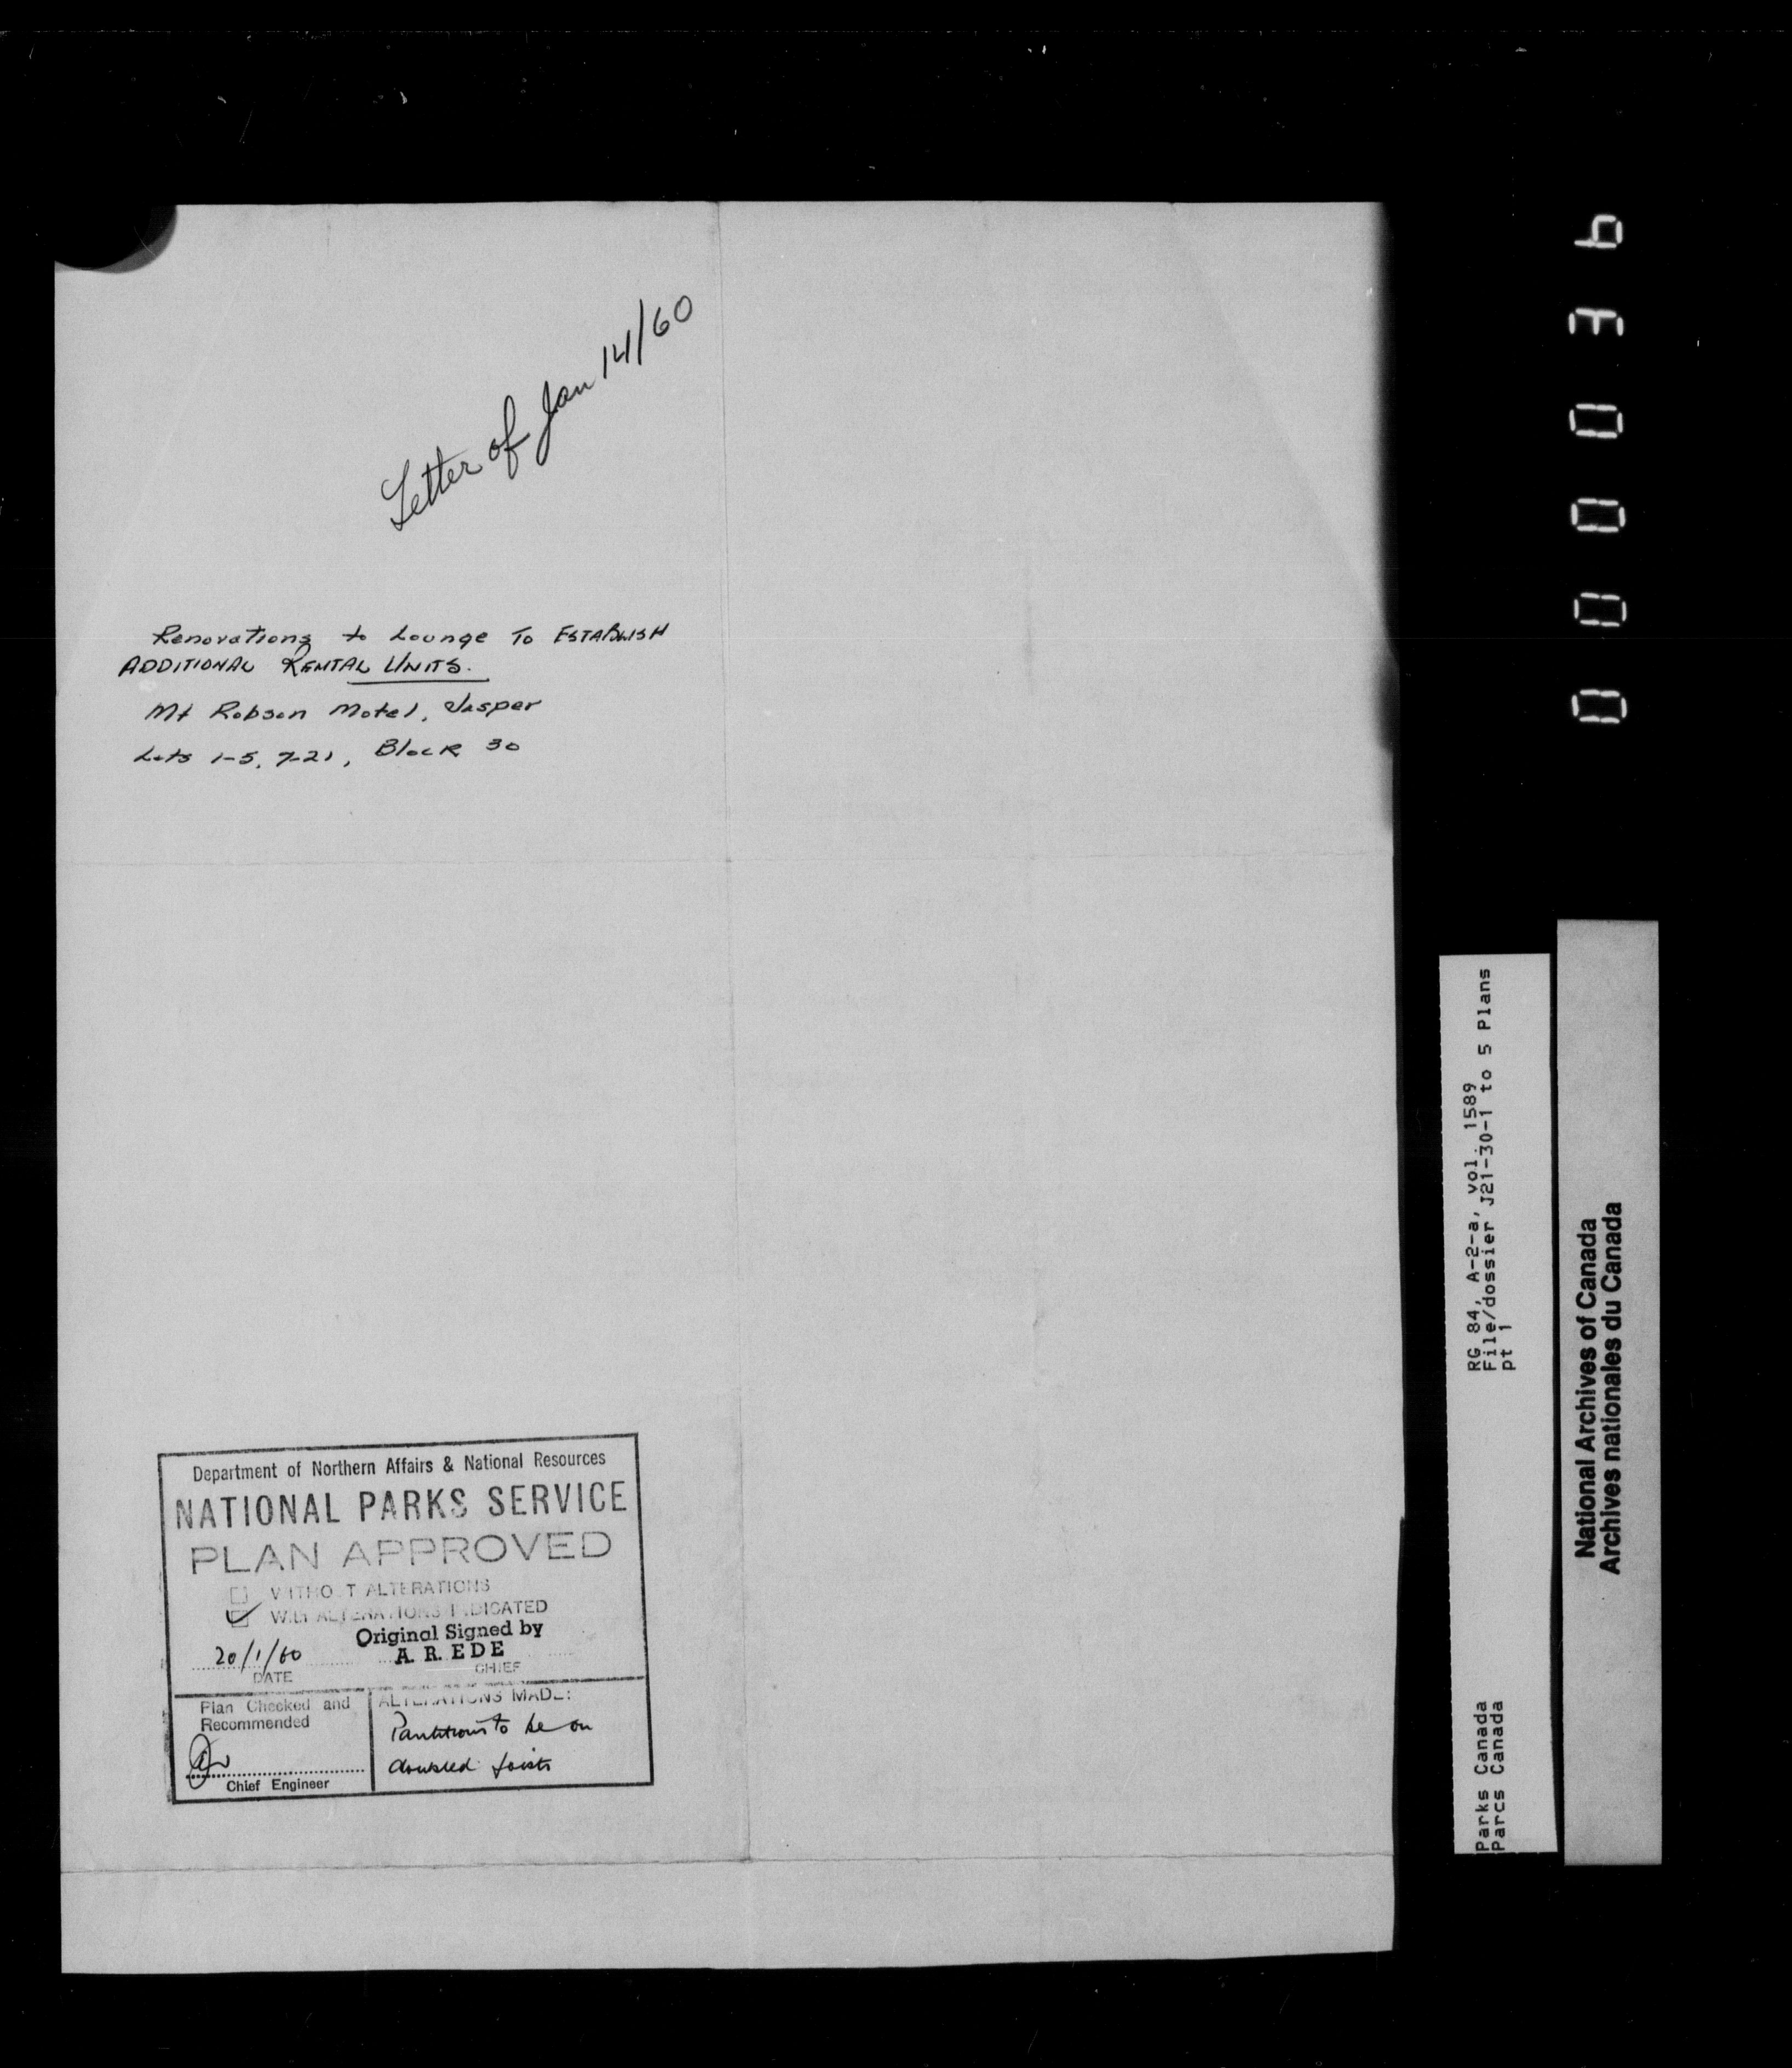 Letter of Jan 14/60
Renovations to Lounge To ESTABLISH
ADDITIONAL RENTAL UNITS.
Mt Robson Motel, Jasper
Lots 1-5, 7-21, Block 30
Department of Northern Affairs & National Resources
NATIONAL PARKS SERVICE
PLAN APPROVED
WITHOUT ALTERATIONS
WITH ALTERATIONS INDICATED
Original Signed by
20/1/60 A. R. EDE
DATE CHIEF
Plan Checked and
Recommended
Chief Engineer
ALTERATIONS MADE:
Partitions to be on
doubled joists
000036
RG 84, A-2-a, vol. 1589
File/dossier J21-30-1 to 5 Plans
pt 1
Parks Canada
Parcs Canada
National Archives of Canada
Archives nationales du Canada